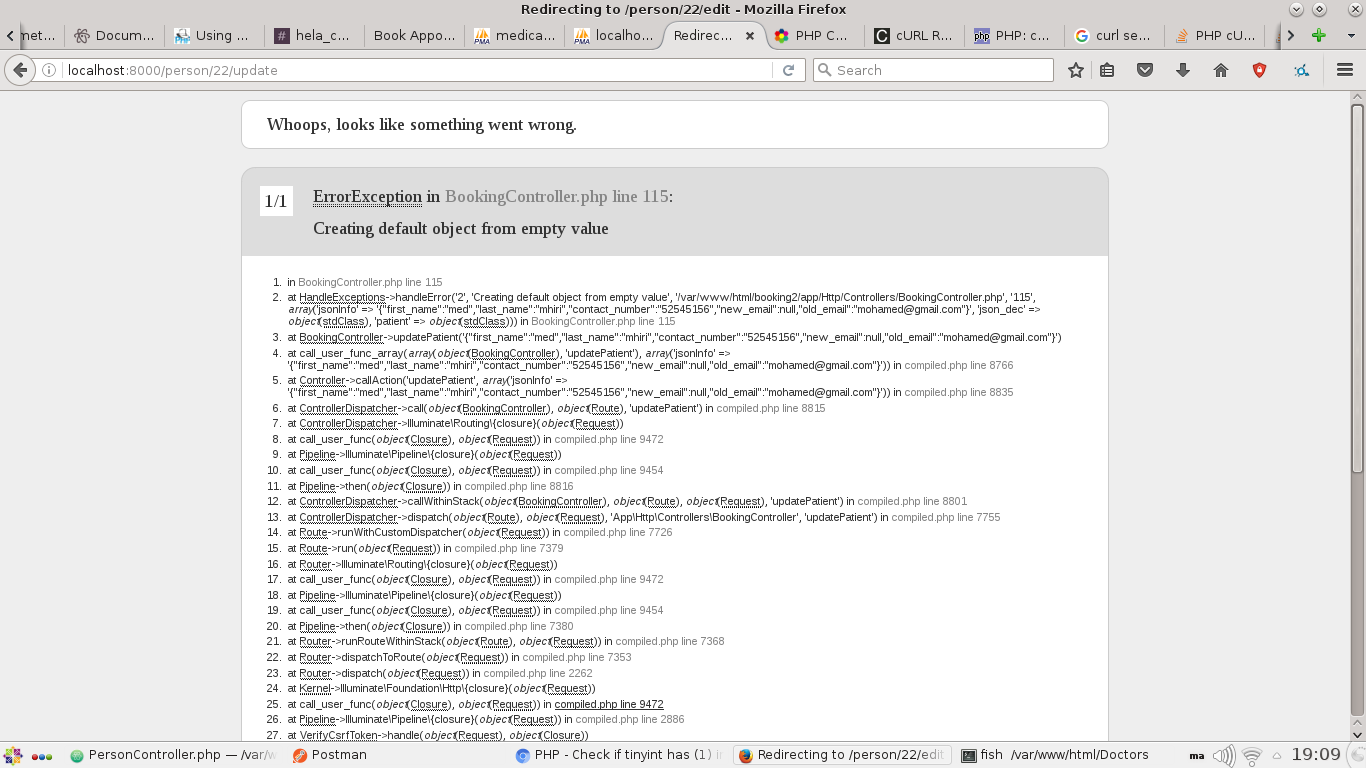 Redirecting to /person/22/edit - Mozilla Firefox
met...
Docum...
Using ...
hela_c...
Book Appo...
medica...
localho...
Redirec...
PHP C...
cURL R...
PHP: c...
curl se...
PHP cU...
localhost:8000/person/22/update
Search
Whoops, looks like something went wrong.
1/1
ErrorException in BookingController.php line 115:
Creating default object from empty value
1. in BookingController.php line 115
2. at HandleExceptions->handleError('2', 'Creating default object from empty value', '/var/www/html/booking2/app/Http/Controllers/BookingController.php', '115',
array('jsonInfo' => '{"first_name":"med","last_name":"mhiri","contact_number":"52545156","new_email":null,"old_email":"mohamed@gmail.com"}', 'json_dec' =>
object(stdClass), 'patient' => object(stdClass))) in BookingController.php line 115
3. at BookingController->updatePatient('{"first_name":"med","last_name":"mhiri","contact_number":"52545156","new_email":null,"old_email":"mohamed@gmail.com"}')
4. at call_user_func_array(array(object(BookingController), 'updatePatient'), array('jsonInfo' =>
'{"first_name":"med","last_name":"mhiri","contact_number":"52545156","new_email":null,"old_email":"mohamed@gmail.com"}')) in compiled.php line 8766
5. at Controller->callAction('updatePatient', array('jsonInfo' =>
'{"first_name":"med","last_name":"mhiri","contact_number":"52545156","new_email":null,"old_email":"mohamed@gmail.com"}')) in compiled.php line 8835
6. at ControllerDispatcher->call(object(BookingController), object(Route), 'updatePatient') in compiled.php line 8815
7. at ControllerDispatcher->Illuminate\Routing\{closure}(object(Request))
8. at call_user_func(object(Closure), object(Request)) in compiled.php line 9472
9. at Pipeline->Illuminate\Pipeline\{closure}(object(Request))
10. at call_user_func(object(Closure), object(Request)) in compiled.php line 9454
11. at Pipeline->then(object(Closure)) in compiled.php line 8816
12. at ControllerDispatcher->callWithinStack(object(BookingController), object(Route), object(Request), 'updatePatient') in compiled.php line 8801
13. at ControllerDispatcher->dispatch(object(Route), object(Request), 'App\Http\Controllers\BookingController', 'updatePatient') in compiled.php line 7755
14. at Route->runWithCustomDispatcher(object(Request)) in compiled.php line 7726
15. at Route->run(object(Request)) in compiled.php line 7379
16. at Router->Illuminate\Routing\{closure}(object(Request))
17. at call_user_func(object(Closure), object(Request)) in compiled.php line 9472
18. at Pipeline->Illuminate\Pipeline\{closure}(object(Request))
19. at call_user_func(object(Closure), object(Request)) in compiled.php line 9454
20. at Pipeline->then(object(Closure)) in compiled.php line 7380
21. at Router->runRouteWithinStack(object(Route), object(Request)) in compiled.php line 7368
22. at Router->dispatchToRoute(object(Request)) in compiled.php line 7353
23. at Router->dispatch(object(Request)) in compiled.php line 2262
24. at Kernel->Illuminate\Foundation\Http\{closure}(object(Request))
25. at call_user_func(object(Closure), object(Request)) in compiled.php line 9472
26. at Pipeline->Illuminate\Pipeline\{closure}(object(Request)) in compiled.php line 2886
27. at VerifyCsrfToken->handle(object(Request), object(Closure))
PersonController.php — /var/w
Postman
PHP - Check if tinyint has (1) i
Redirecting to /person/22/edit
fish /var/www/html/Doctors
ma
19:09